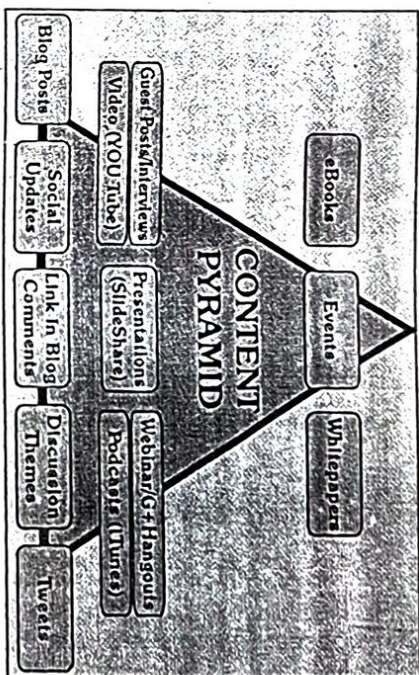 eBooks
Events
Whitepapers
CONTENT
PYRAMID
Guest Posts/Interviews
Video (YOU Tube)
Presentations
(SlideShare)
Webinar/G+Hangouts
Podcasts (iTunes)
Blog Posts
Social
Updates
Link In Blog
Comments
Discussion
Themes
Tweets